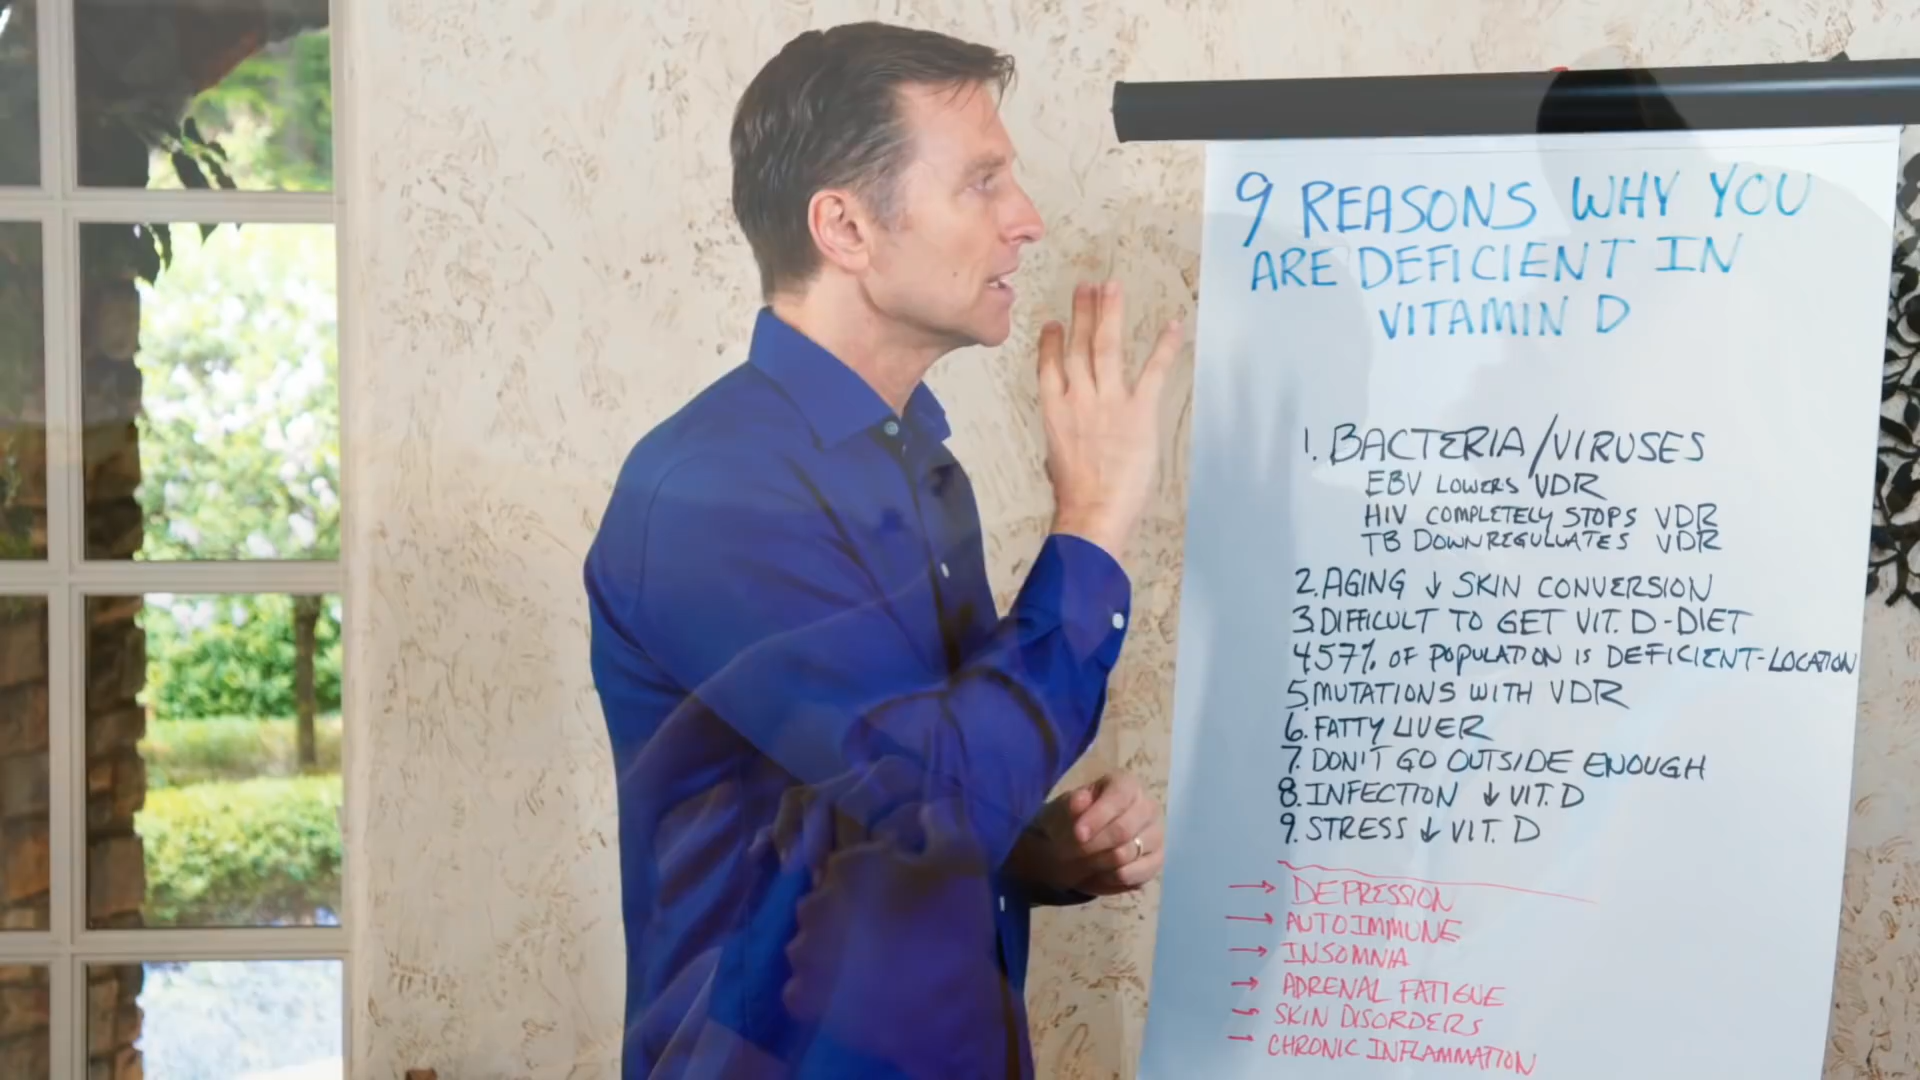 9 REASONS WHY YOU
ARE DEFICIENT IN
VITAMIN D
1. BACTERIA/VIRUSES
EBV LOWERS VDR
HIV COMPLETELY STOPS VDR
TB DOWNREGULUATES VDR
2. AGING ↓ SKIN CONVERSION
3. DIFFICULT TO GET VIT. D-DIET
4. 57% OF POPULATION IS DEFICIENT-LOCATION
5. MUTATIONS WITH VDR
6. FATTY LIVER
7. DON'T GO OUTSIDE ENOUGH
8. INFECTION ↓ VIT. D
9. STRESS ↓ VIT. D
→ DEPRESSION
→ AUTOIMMUNE
→ INSOMNIA
→ ADRENAL FATIGUE
→ SKIN DISORDERS
→ CHRONIC INFLAMMATION